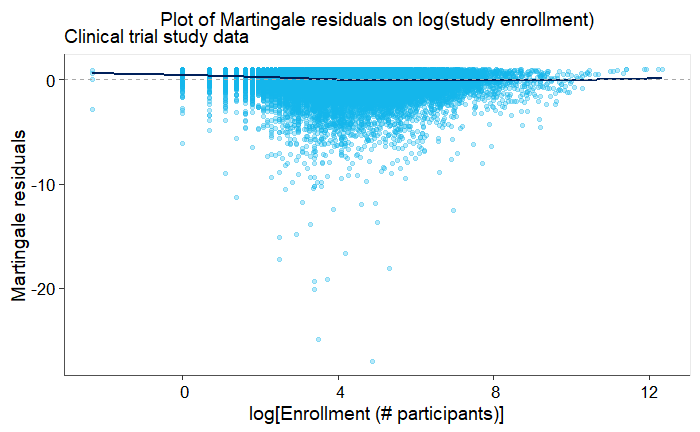 Plot of Martingale residuals on log(study enrollment)
Clinical trial study data
Martingale residuals
0
-10
-20
0 4 8 12
log[Enrollment (# participants)]